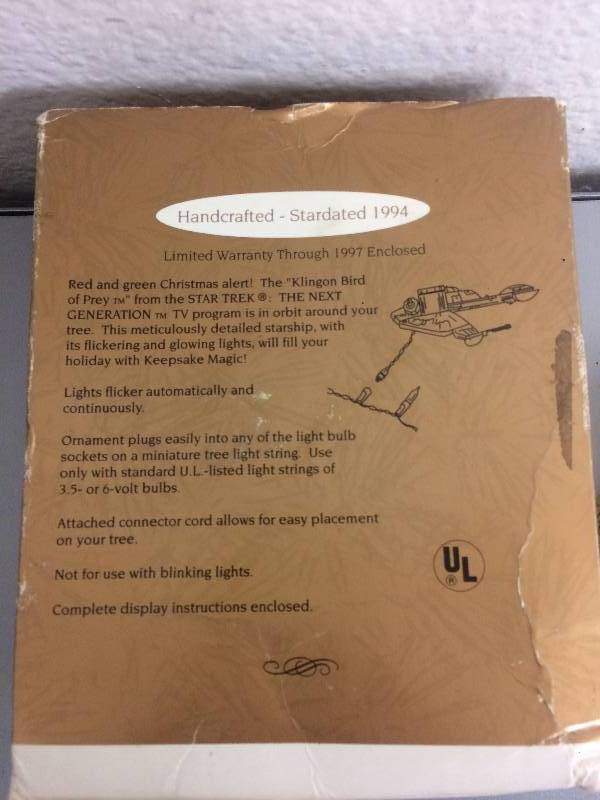 Handcrafted - Stardated 1994
Limited Warranty Through 1997 Enclosed
Red and green Christmas alert! The "Klingon Bird
of Prey TM" from the STAR TREK ®: THE NEXT
GENERATION TM TV program is in orbit around your
tree. This meticulously detailed starship, with
its flickering and glowing lights, will fill your
holiday with Keepsake Magic!
Lights flicker automatically and
continuously.
Ornament plugs easily into any of the light bulb
sockets on a miniature tree light string. Use
only with standard U.L.-listed light strings of
3.5- or 6-volt bulbs.
Attached connector cord allows for easy placement
on your tree.
Not for use with blinking lights.
Complete display instructions enclosed.
UL ®